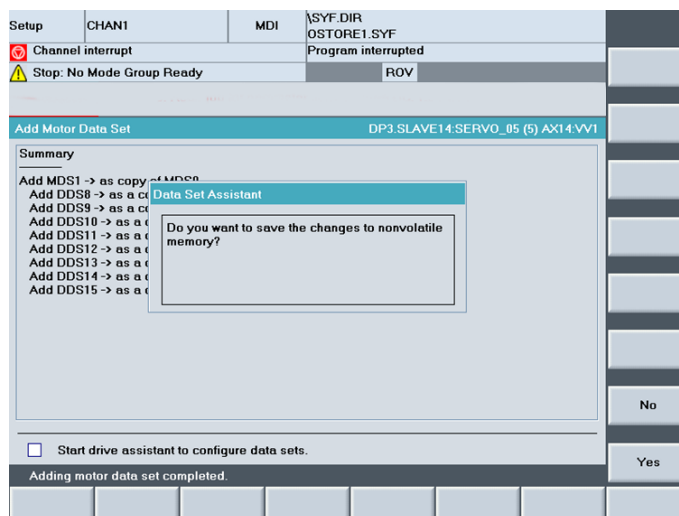 Setup CHAN1 MDI \SYF.DIR
OSTORE1.SYF
Channel interrupt Program interrupted
Stop: No Mode Group Ready ROV
Add Motor Data Set DP3.SLAVE14:SERVO_05 (5) AX14:VV1
Summary
Add MDS1 -> as copy of MDS0
Add DDS8 -> as a co
Data Set Assistant
Add DDS9 -> as a co
Add DDS10 -> as a c
Add DDS11 -> as a c
Add DDS12 -> as a c
Add DDS13 -> as a c
Add DDS14 -> as a c
Add DDS15 -> as a c
Do you want to save the changes to nonvolatile
memory?
No
Start drive assistant to configure data sets.
Yes
Adding motor data set completed.